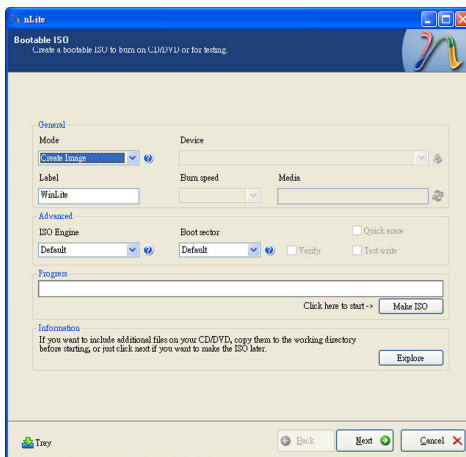 nLite
Bootable ISO
Create a bootable ISO to burn on CD/DVD or for testing.
General
Mode
Device
Create Image
Label
Burn speed
Media
WinLite
Advanced
ISO Engine
Boot sector
Quick erase
Default
Default
Verify
Test write
Progress
Click here to start ->
Make ISO
Information
If you want to include additional files on your CD/DVD, copy them to the working directory
before starting, or just click next if you want to make the ISO later.
Explore
Tray
Back
Next
Cancel